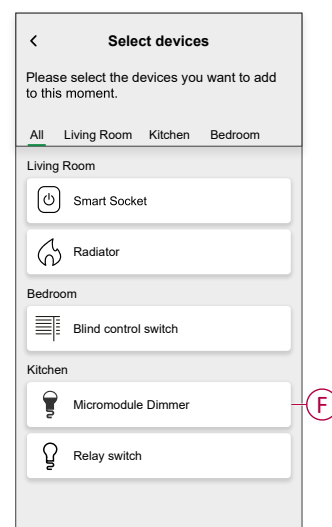 Select devices
Please select the devices you want to add
to this moment.
All Living Room Kitchen Bedroom
Living Room
Smart Socket
Radiator
Bedroom
Blind control switch
Kitchen
Micromodule Dimmer
F
Relay switch